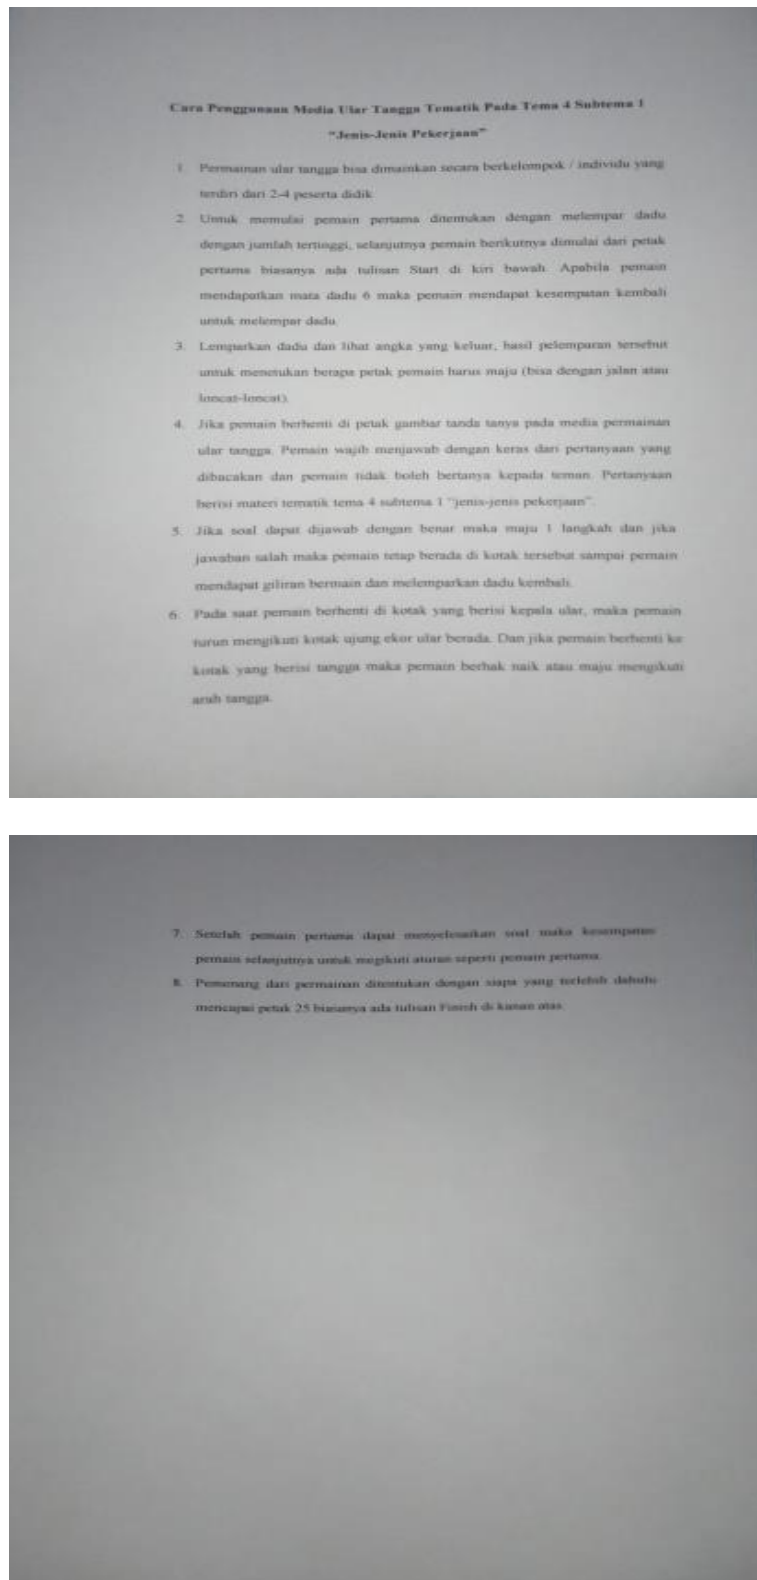 Cara Penggunaan Media Ular Tangga Tematik Pada Tema 4 Subtema 1
"Jenis-Jenis Pekerjaan"
1. Permainan ular tangga bisa dimainkan secara berkelompok / individu yang
terdiri dari 2-4 peserta didik.
2. Untuk memulai pemain pertama ditentukan dengan melempar dadu
dengan jumlah tertinggi, selanjutnya pemain berikutnya dimulai dari petak
pertama biasanya ada tulisan Start di kiri bawah. Apabila pemain
mendapatkan mata dadu 6 maka pemain mendapat kesempatan kembali
untuk melempar dadu.
3. Lemparkan dadu dan lihat angka yang keluar, hasil pelemparan tersebut
untuk menetukan berapa petak pemain harus maju (bisa dengan jalan atau
loncat-loncat).
4. Jika pemain berhenti di petak gambar tanda tanya pada media permainan
ular tangga. Pemain wajib menjawab dengan keras dari pertanyaan yang
dibacakan dan pemain tidak boleh bertanya kepada teman. Pertanyaan
berisi materi tematik tema 4 subtema 1 "jenis-jenis pekerjaan".
5. Jika soal dapat dijawab dengan benar maka maju 1 langkah dan jika
jawaban salah maka pemain tetap berada di kotak tersebut sampai pemain
mendapat giliran bermain dan melemparkan dadu kembali.
6. Pada saat pemain berhenti di kotak yang berisi kepala ular, maka pemain
turun mengikuti kotak ujung ekor ular berada. Dan jika pemain berhenti ke
kotak yang berisi tangga maka pemain berhak naik atau maju mengikuti
arah tangga.
7. Setelah pemain pertama dapat menyelesaikan soal maka kesempatan
pemain selanjutnya untuk megikuti aturan seperti pemain pertama.
8. Pemenang dari permainan ditentukan dengan siapa yang terlebih dahulu
mencapai petak 25 biasanya ada tulisan Finish di kanan atas.